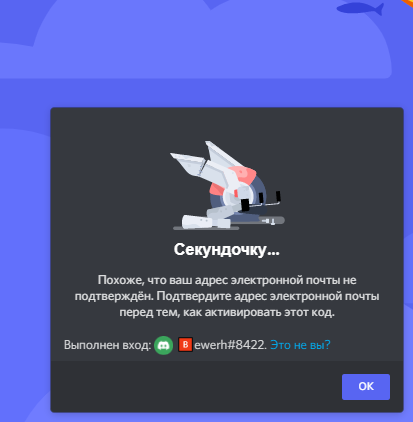 Секундочку...
Похоже, что ваш адрес электронной почты не
подтверждён. Подтвердите адрес электронной почты
перед тем, как активировать этот код.
Выполнен вход: B ewerh#8422. Это не вы?
ОК